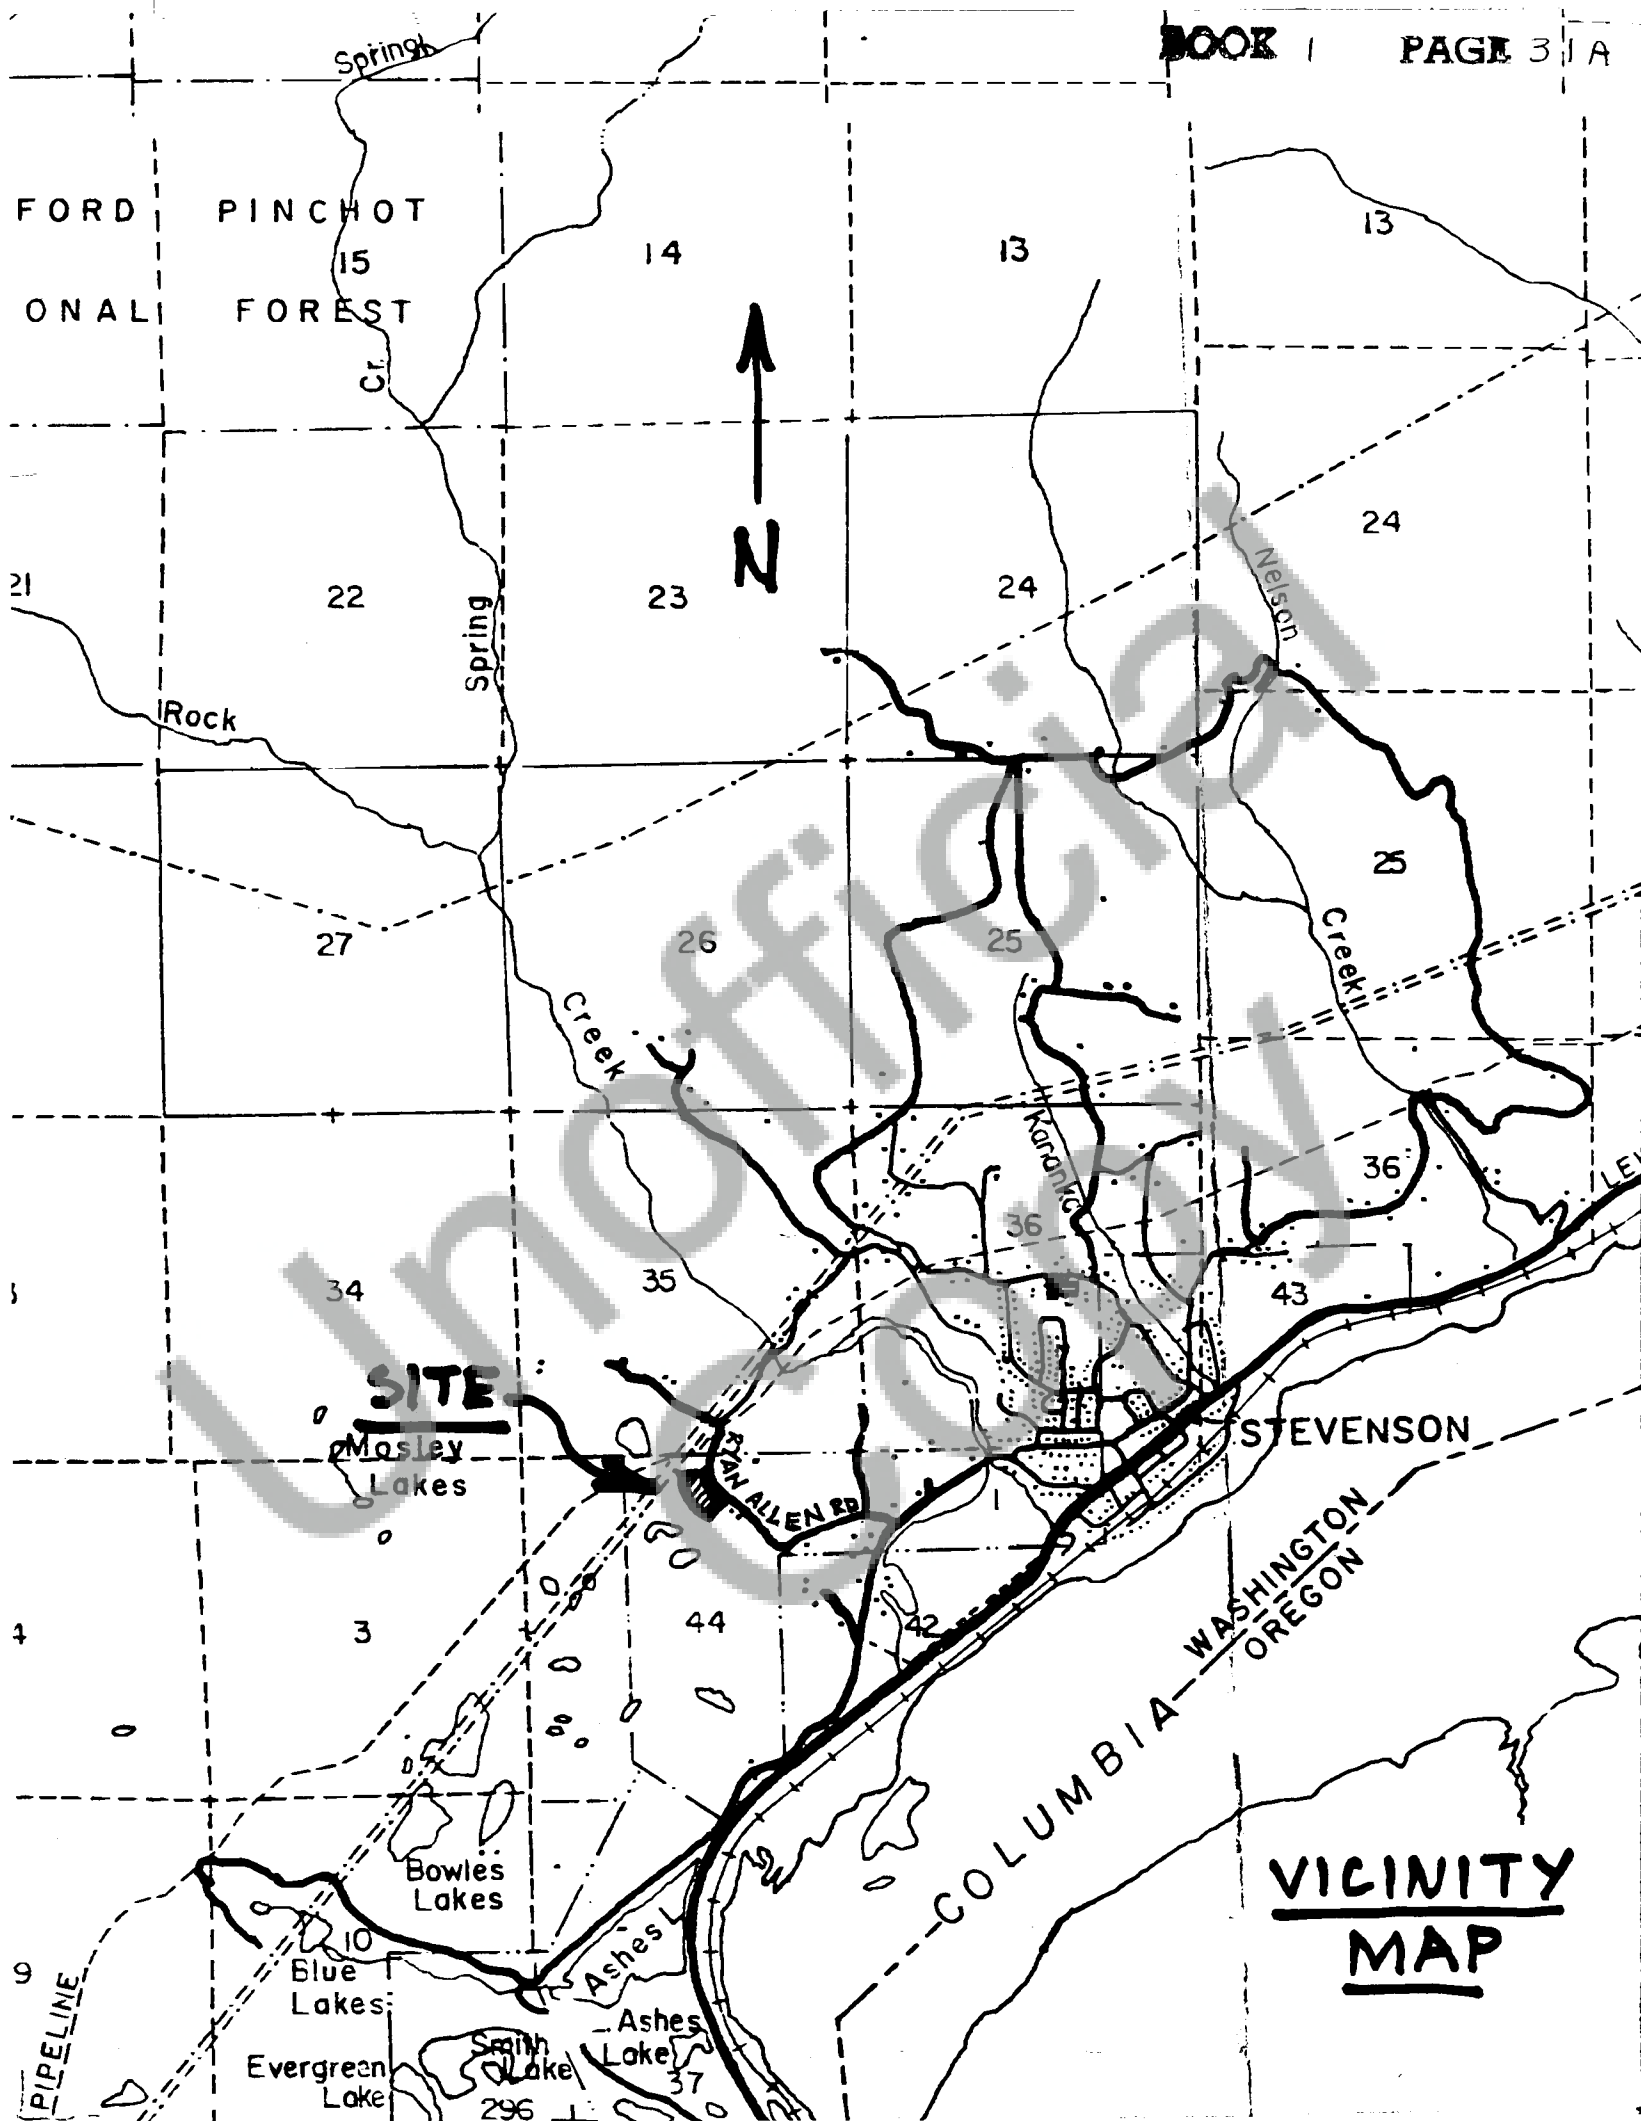 BOOK 1 PAGE 31A
Spring
FORD PINCHOT
15
14
13
13
ONAL FOREST
Cr.
N
24
21
22
23
24
Nelson
Spring
Rock
25
27
26
25
Creek
Creek
Kanaka
36
36
34
35
43
SITE
Mosley
Lakes
STEVENSON
RYAN ALLEN RD
1
WASHINGTON
OREGON
4
3
44
42
COLUMBIA
Bowles
Lakes
VICINITY
MAP
10
9
Blue
Lakes
Ashes L
PIPELINE
Ashes
Lake
Smith
Lake
Evergreen
Lake
37
296
Unofficial
Copy